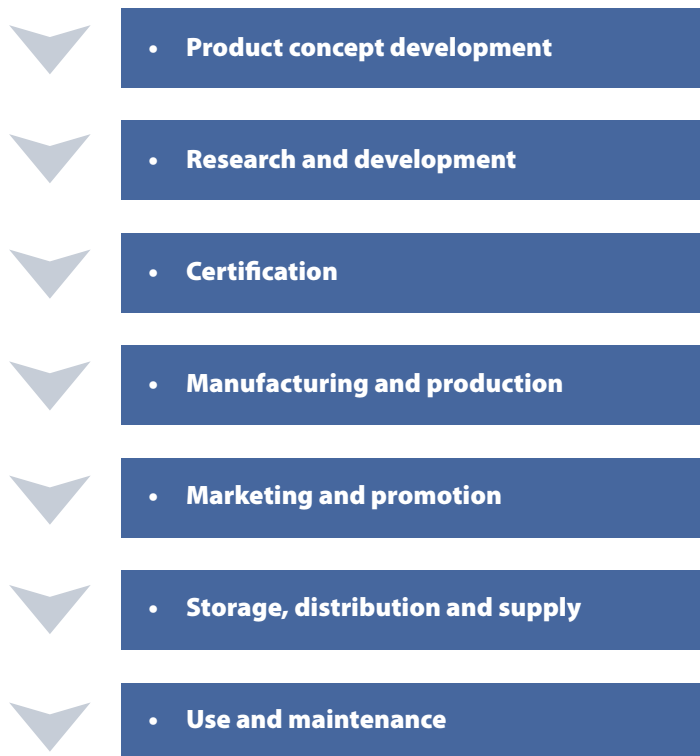 • Product concept development
• Research and development
• Certification
• Manufacturing and production
• Marketing and promotion
• Storage, distribution and supply
• Use and maintenance